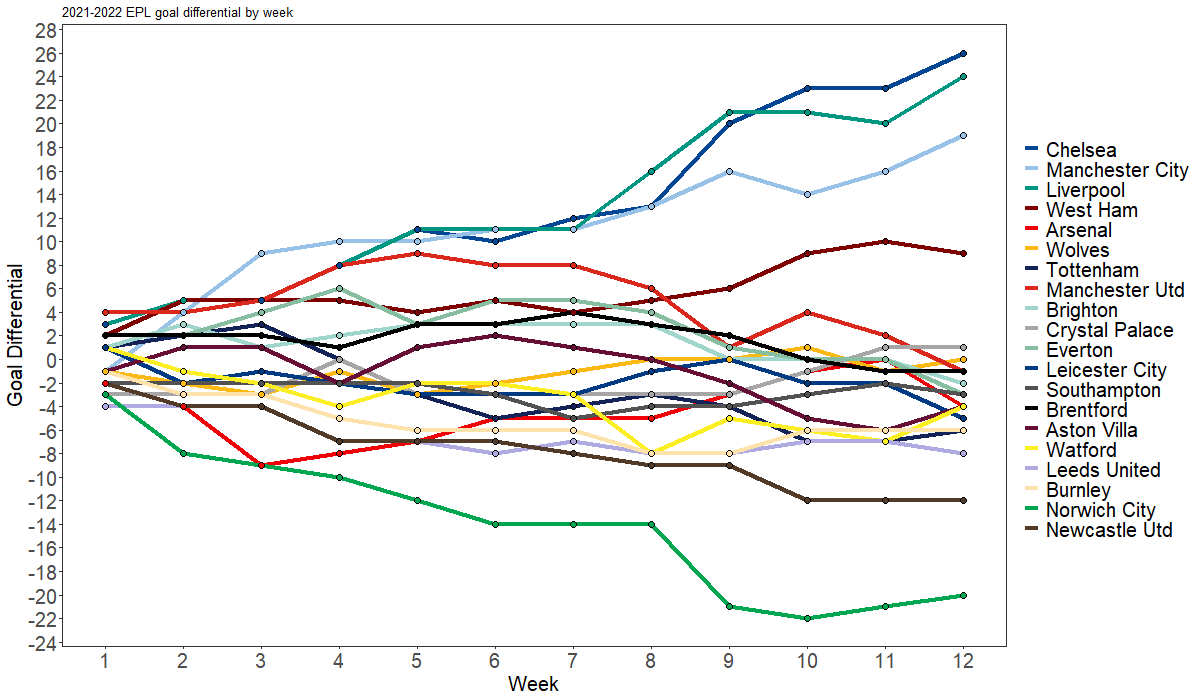 2021-2022 EPL goal differential by week
28
26
24
22
20
18
16
14
12
10
8
6
4
2
0
-2
-4
-6
-8
-10
-12
-14
-16
-18
-20
-22
-24
Goal Differential
1 2 3 4 5 6 7 8 9 10 11 12
Week
Chelsea
Manchester City
Liverpool
West Ham
Arsenal
Wolves
Tottenham
Manchester Utd
Brighton
Crystal Palace
Everton
Leicester City
Southampton
Brentford
Aston Villa
Watford
Leeds United
Burnley
Norwich City
Newcastle Utd